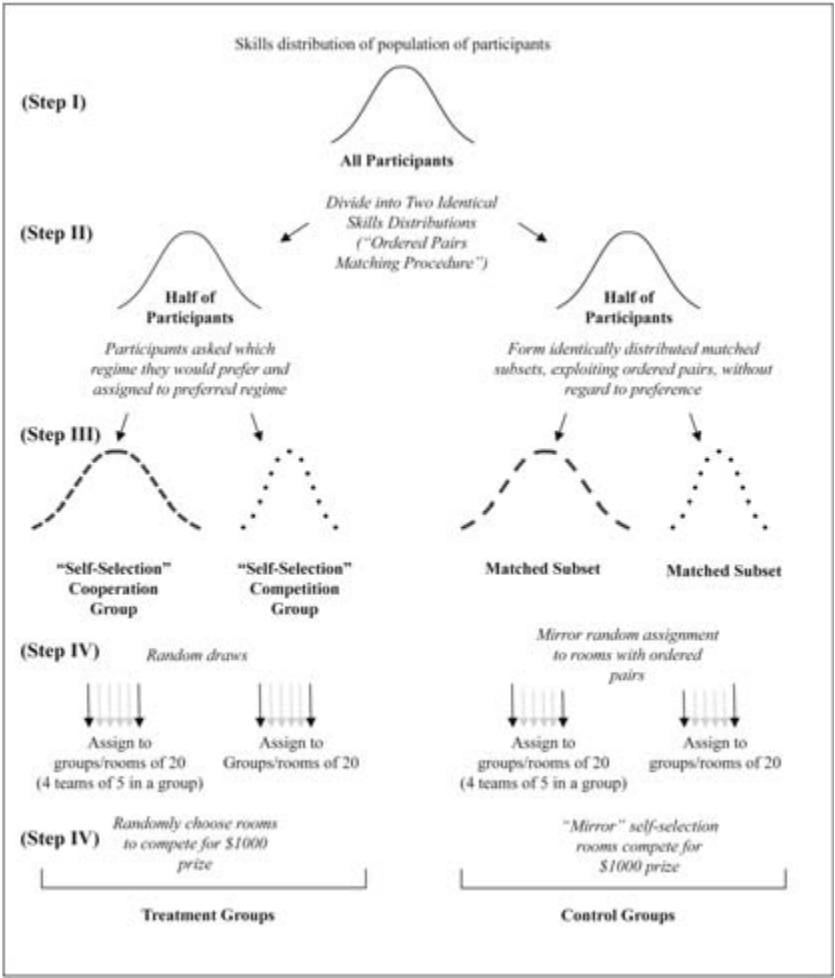 Skills distribution of population of participants
(Step I)
All Participants
Divide into Two Identical
Skills Distributions
(“Ordered Pairs
Matching Procedure”)
(Step II)
Half of
Participants
Half of
Participants
Participants asked which
regime they would prefer and
assigned to preferred regime
Form identically distributed matched
subsets, exploiting ordered pairs, without
regard to preference
(Step III)
“Self-Selection”
Cooperation
Group
“Self-Selection”
Competition
Group
Matched Subset
Matched Subset
(Step IV)
Random draws
Mirror random assignment
to rooms with ordered
pairs
Assign to
groups/rooms of 20
(4 teams of 5 in a group)
Assign to
Groups/rooms of 20
Assign to
groups/rooms of 20
(4 teams of 5 in a group)
Assign to
groups/rooms of 20
(Step IV)
Randomly choose rooms
to compete for $1000
prize
“Mirror” self-selection
rooms compete for
$1000 prize
Treatment Groups
Control Groups